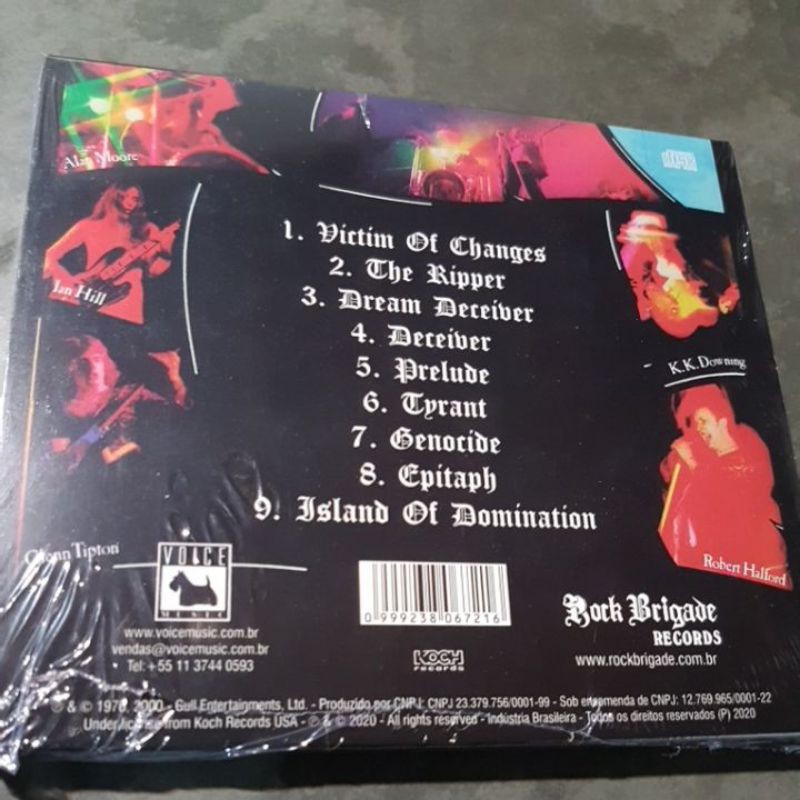 Alan Moore
Ian Hill
1. Victim Of Changes
2. The Ripper
3. Dream Deceiver
4. Deceiver
5. Prelude
6. Tyrant
7. Genocide
8. Epitaph
9. Island Of Domination
K.K. Downing
Glenn Tipton
Robert Halford
VOICE
MUSIC
www.voicemusic.com.br
vendas@voicemusic.com.br
Tel: +55 11 3744 0593
0 999238 067216
KOCH
records
Rock Brigade
RECORDS
www.rockbrigade.com.br
℗ & © 1976, 2000 - Gull Entertainments, Ltd. - Produzido por CNPJ: CNPJ 23.379.756/0001-99 - Sob encomenda de CNPJ: 12.769.965/0001-22
Under license from Koch Records USA - ℗ & © 2020 - All rights reserved - Indústria Brasileira - Todos os direitos reservados (P) 2020